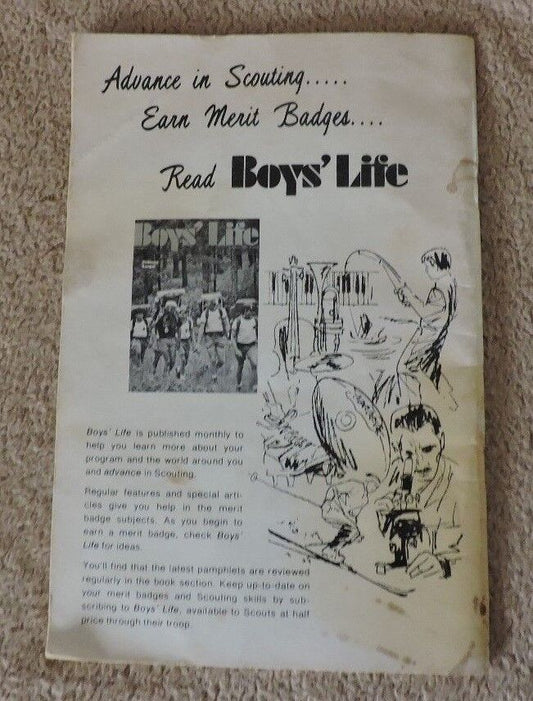 Advance in Scouting.....
Earn Merit Badges....
Read Boys' Life
Boys' Life
Boys' Life is published monthly to
help you learn more about your
program and the world around you
and advance in Scouting.
Regular features and special arti-
cles give you help in the merit
badge subjects. As you begin to
earn a merit badge, check Boys'
Life for ideas.
You'll find that the latest pamphlets are reviewed
regularly in the book section. Keep up-to-date on
your merit badges and Scouting skills by sub-
scribing to Boys' Life, available to Scouts at half
price through their troop.